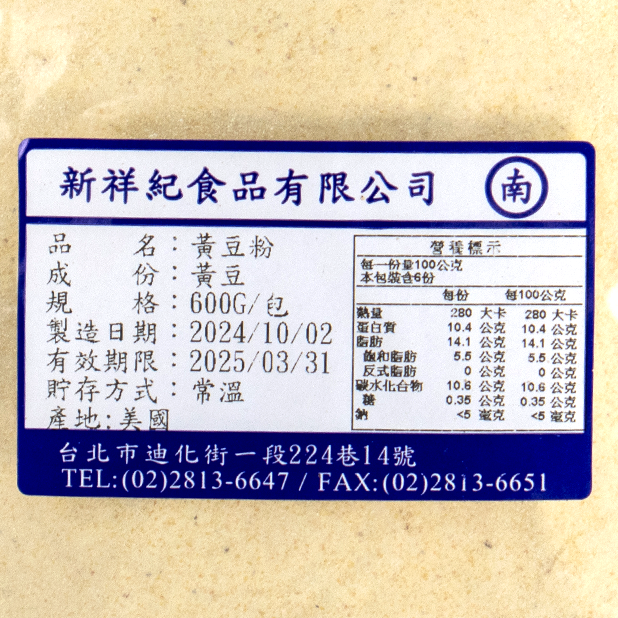 新祥紀食品有限公司 南
品 名：黃豆粉
成 份：黃豆
規 格：600G/包
製造日期：2024/10/02
有效期限：2025/03/31
貯存方式：常溫
產地：美國
營養標示
每一份量100公克
本包裝含6份
每份 每100公克
熱量 280 大卡 280 大卡
蛋白質 10.4 公克 10.4 公克
脂肪 14.1 公克 14.1 公克
飽和脂肪 5.5 公克 5.5 公克
反式脂肪 0 公克 0 公克
碳水化合物 10.6 公克 10.6 公克
糖 0.35 公克 0.35 公克
鈉 <5 毫克 <5 毫克
台北市迪化街一段224巷14號
TEL:(02)2813-6647 / FAX:(02)2813-6651